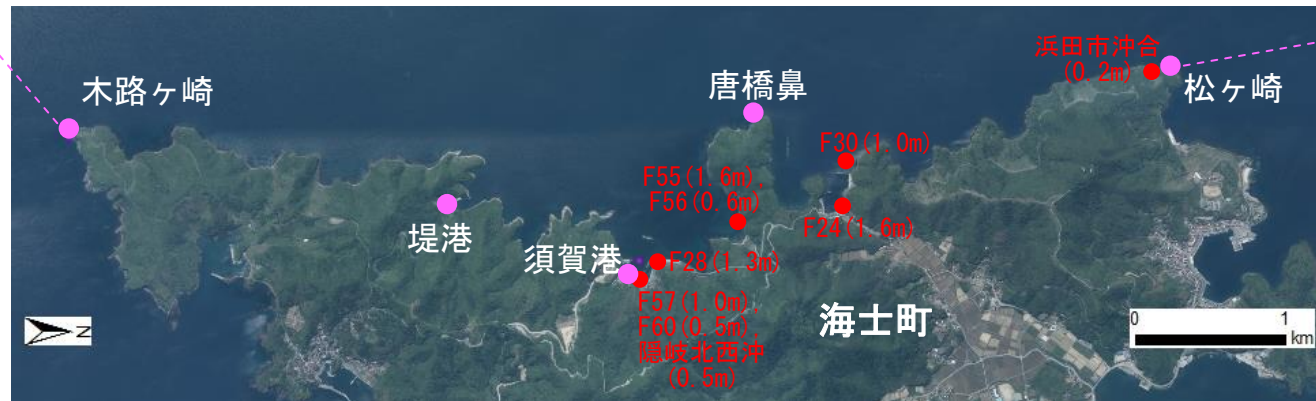 浜田市沖合
(0.2m)
木路ヶ崎
唐橋鼻
松ヶ崎
F30(1.0m)
F55(1.6m),
F56(0.6m)
堤港
F24(1.6m)
須賀港
F28(1.3m)
F57(1.0m),
F60(0.5m),
隠岐北西沖
(0.5m)
海士町
N
0 1
km